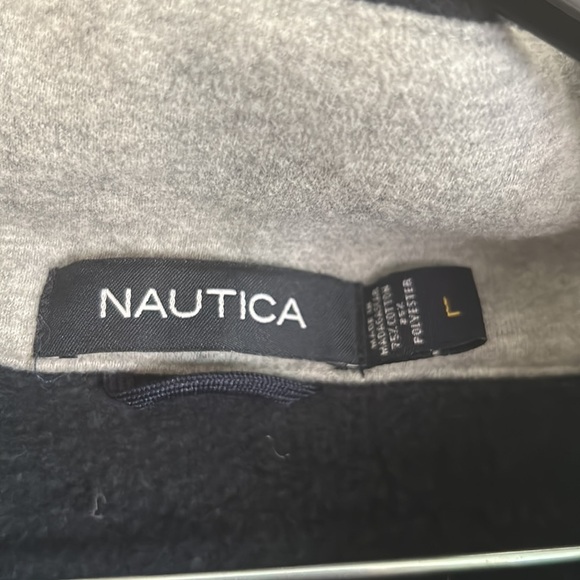 NAUTICA
MADE IN
MADAGASCAR
75% COTTON
25%
POLYESTER
L